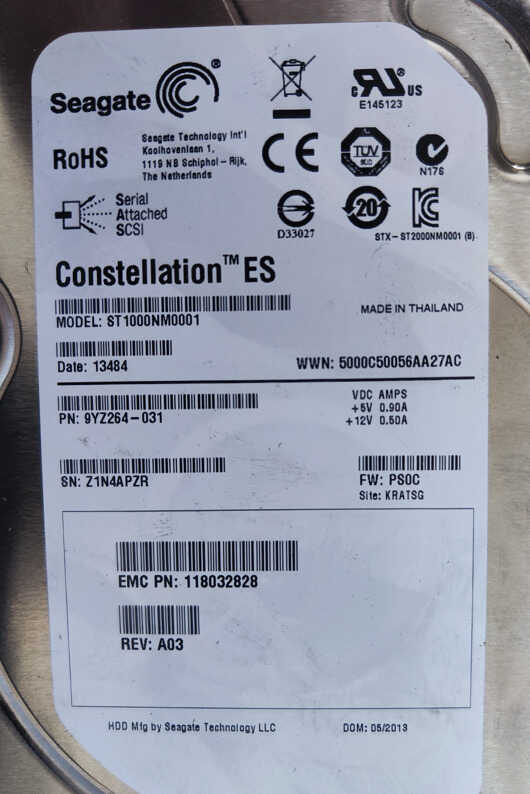 Seagate®
c RU® US
E145123
RoHS
Seagate Technology Int'l
Koolhovenlaan 1,
1119 NB Schiphol – Rijk,
The Netherlands
CE
TUV
N176
Serial
Attached
SCSI
D33027
20
STX-ST2000NM0001 (B)
Constellation™ ES
MODEL: ST1000NM0001
MADE IN THAILAND
Date: 13484
WWN: 5000C50056AA27AC
PN: 9YZ264-031
VDC AMPS
+5V 0.90A
+12V 0.50A
SN: Z1N4APZR
FW: PS0C
Site: KRATSG
EMC PN: 118032828
REV: A03
HDD Mfg by Seagate Technology LLC
DOM: 05/2013